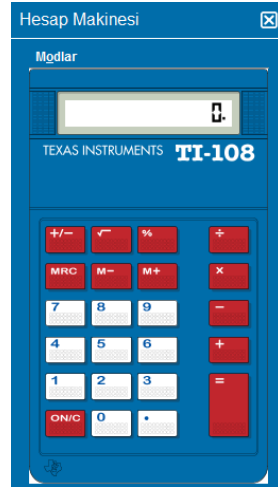 Hesap Makinesi
Modlar
0.
TEXAS INSTRUMENTS TI-108
+/− √ % ÷
MRC M− M+ ×
7 8 9 −
4 5 6 +
1 2 3 =
ON/C 0 •